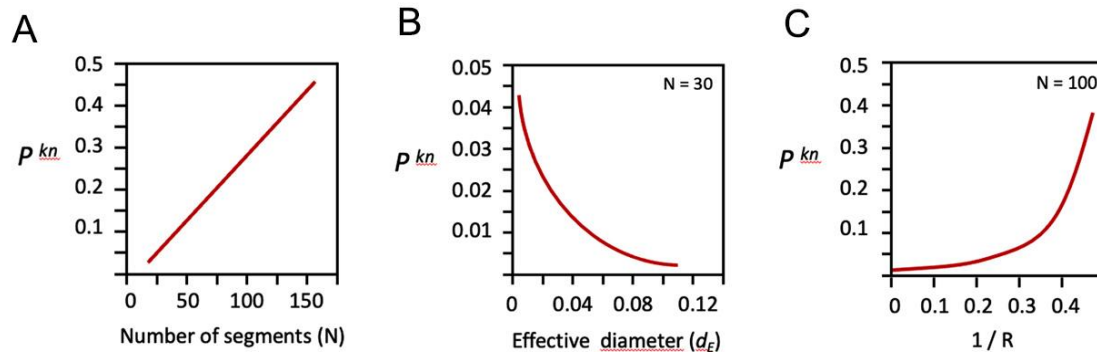 A
0.5
0.4
0.3
0.2
0.1
P kn
0 50 100 150
Number of segments (N)
B
0.05
0.04
0.03
0.02
0.01
P kn
N = 30
0 0.04 0.08 0.12
Effective diameter (dE)
C
0.5
0.4
0.3
0.2
0.1
P kn
N = 100
0 0.1 0.2 0.3 0.4
1 / R